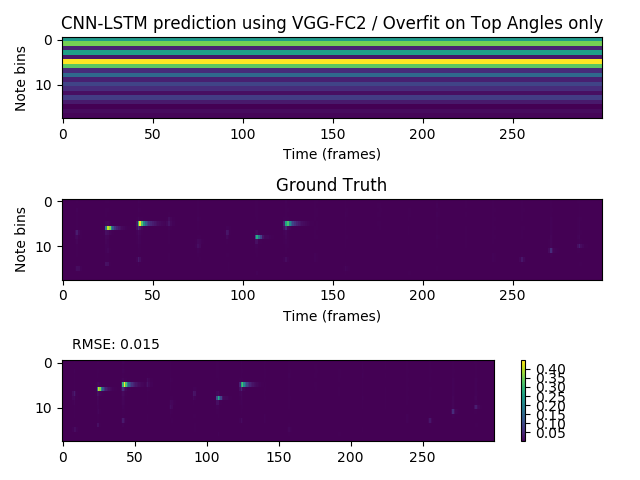 CNN-LSTM prediction using VGG-FC2 / Overfit on Top Angles only
0
10
Note bins
0 50 100 150 200 250
Time (frames)
Ground Truth
0
10
Note bins
0 50 100 150 200 250
Time (frames)
RMSE: 0.015
0
10
0 50 100 150 200 250
0.40
0.35
0.30
0.25
0.20
0.15
0.10
0.05